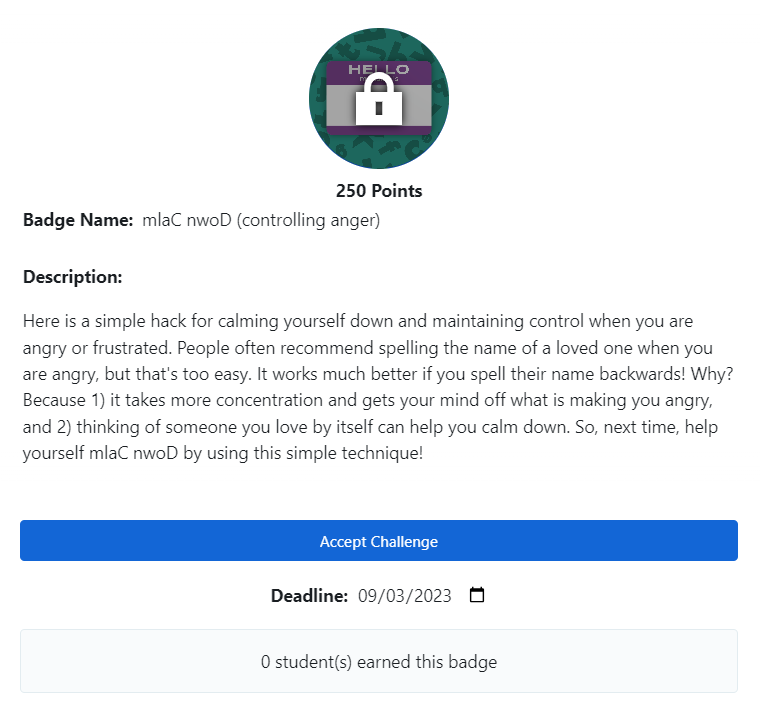 HELLO
250 Points
Badge Name: mlaC nwoD (controlling anger)
Description:
Here is a simple hack for calming yourself down and maintaining control when you are
angry or frustrated. People often recommend spelling the name of a loved one when you
are angry, but that's too easy. It works much better if you spell their name backwards! Why?
Because 1) it takes more concentration and gets your mind off what is making you angry,
and 2) thinking of someone you love by itself can help you calm down. So, next time, help
yourself mlaC nwoD by using this simple technique!
Accept Challenge
Deadline: 09/03/2023
0 student(s) earned this badge